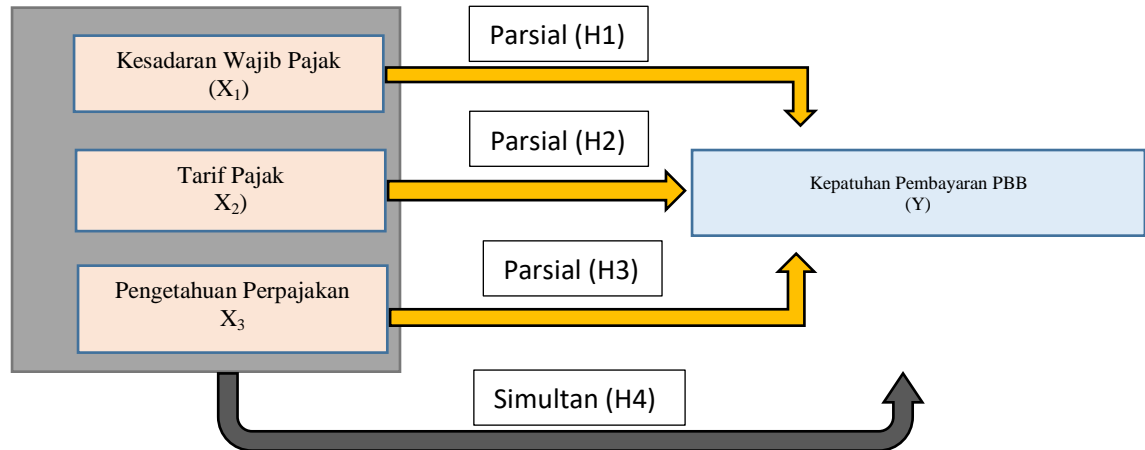 Parsial (H1)
Kesadaran Wajib Pajak
(X₁)
Parsial (H2)
Tarif Pajak
X₂)
Kepatuhan Pembayaran PBB
(Y)
Parsial (H3)
Pengetahuan Perpajakan
X₃
Simultan (H4)